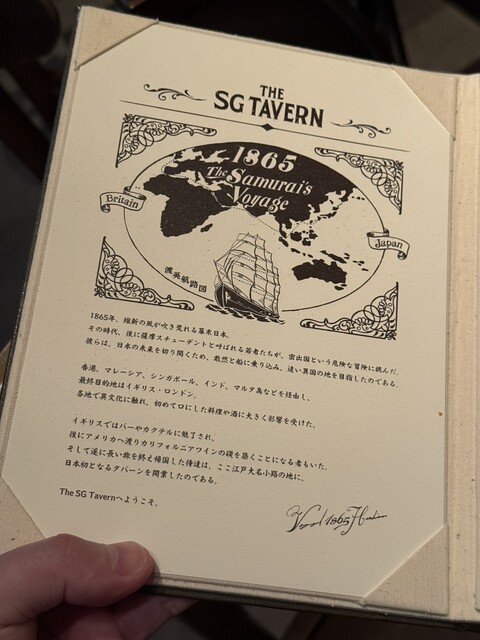 THE
SG TAVERN
1865
The Samurai's
Voyage
Britain
Japan
渡英航路図
1865年、維新の風が吹き荒れる幕末日本。
その時代、後に薩摩スチューデントと呼ばれる若者たちが、密出国という危険な冒険に挑んだ。
彼らは、日本の未来を切り開くため、敢然と船に乗り込み、遠い異国の地を目指したのである。
香港、マレーシア、シンガポール、インド、マルタ島などを経由し、
最終目的地はイギリス・ロンドン。
各地で異文化に触れ、初めて口にした料理や酒に大きく影響を受けた。
イギリスではバーやカクテルに魅了され、
後にアメリカへ渡りカリフォルニアワインの礎を築くことになる者もいた。
そして遂に長い旅を終え帰国した侍達は、ここ江戸大名小路の地に、
日本初となるタバーンを開業したのである。
The SG Tavernへようこそ。